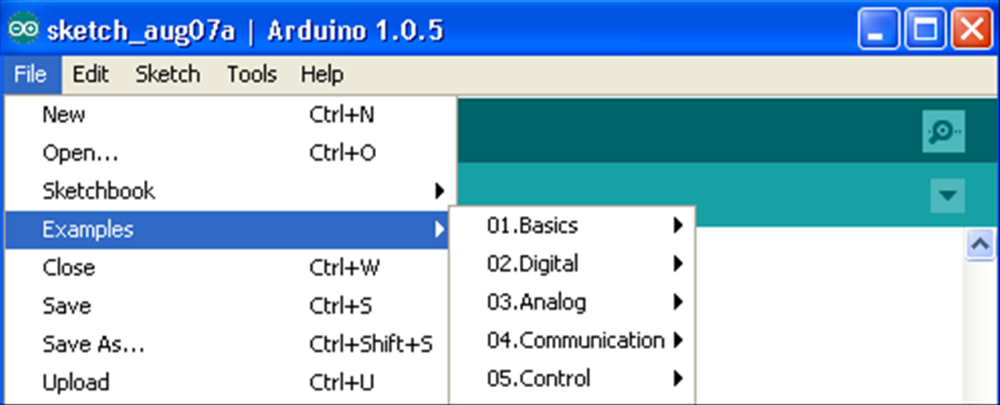 sketch_aug07a | Arduino 1.0.5
File Edit Sketch Tools Help
New Ctrl+N
Open... Ctrl+O
Sketchbook
Examples
Close Ctrl+W
Save Ctrl+S
Save As... Ctrl+Shift+S
Upload Ctrl+U
01.Basics
02.Digital
03.Analog
04.Communication
05.Control